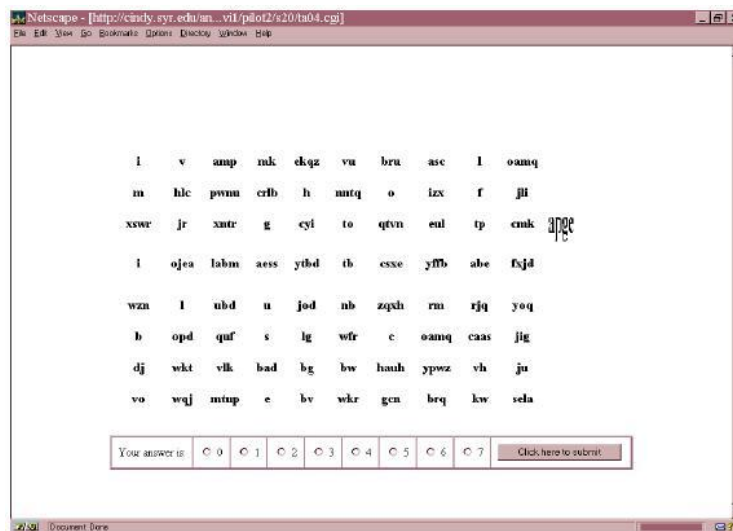 Netscape - [http://cindy.syr.edu/an...vi1/pilot2/s20/ta04.cgi]
File Edit View Go Bookmarks Options Directory Window Help
i v amp mk ekqz vu bru asc l oamq
m hlc pwnu crlb h nntq o izx f jli
xswr jr xntr g cyi to qtvn eul tp cmk apge
i ojea labm aess ytbd tb csxe yffb abe fxjd
wzn l ubd u jod nb zqxh rm rjq yoq
b opd quf s lg wfr c oamq caas jig
dj wkt vlk bad bg bw hauh ypwz vh ju
vo wqj mtup e bv wkr gcn brq kw sela
Your answer is 0 1 2 3 4 5 6 7 Click here to submit
Document Done